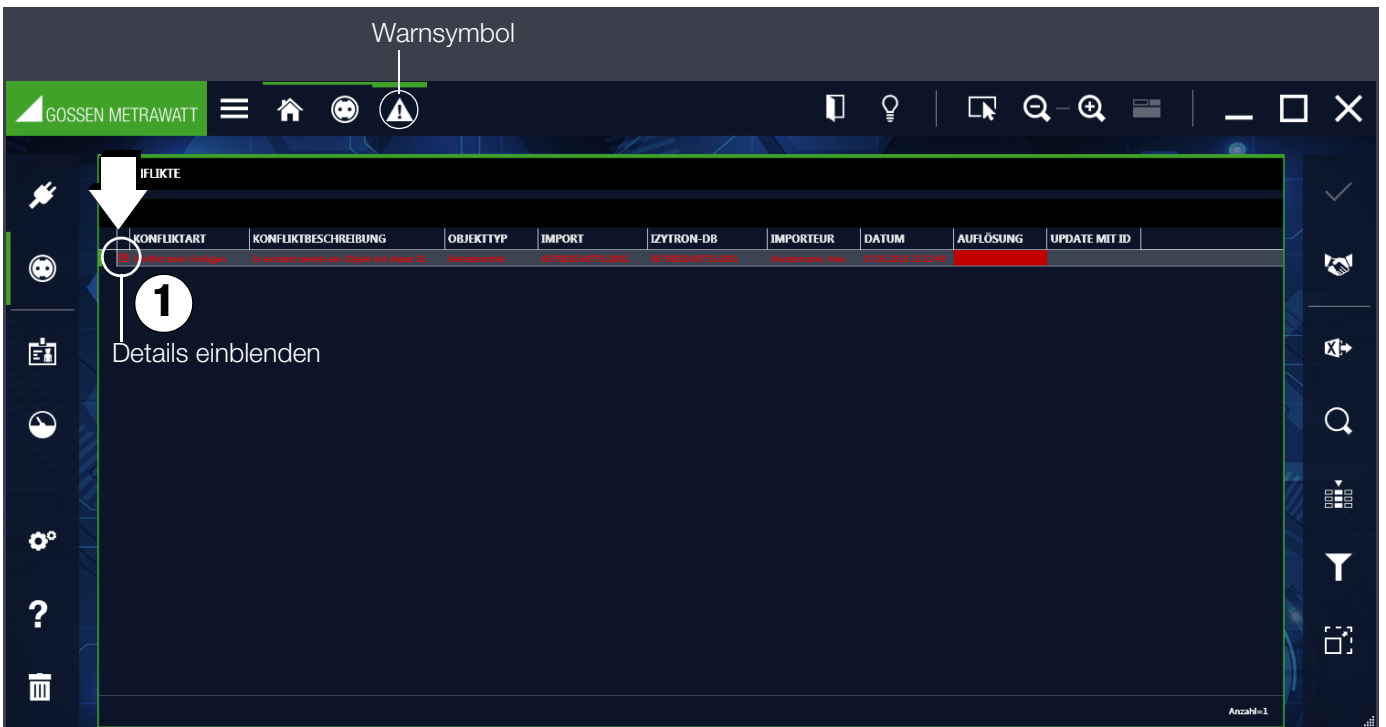 Warnsymbol
GOSSEN METRAWATT
IFLIKTE
KONFLIKTART KONFLIKTBESCHREIBUNG OBJEKTTYP IMPORT IZYTRON-DB IMPORTEUR DATUM AUFLÖSUNG UPDATE MIT ID
1
Details einblenden
?
Anzahl=1